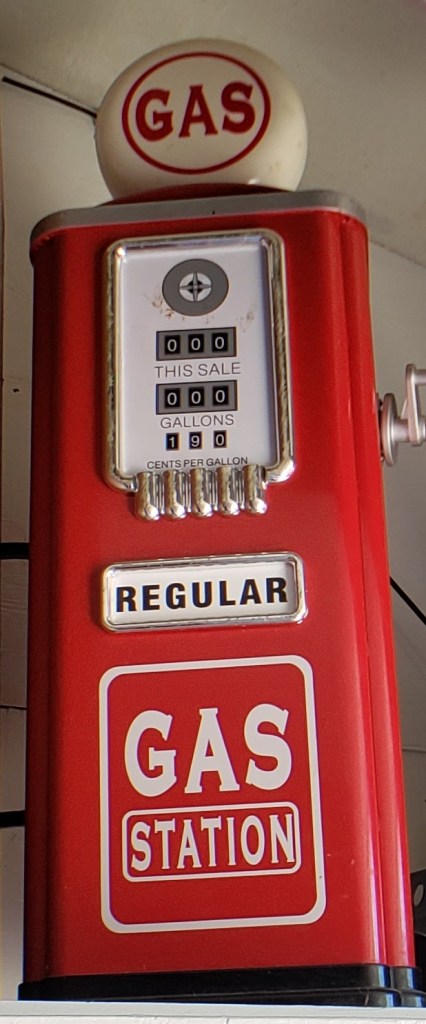 GAS
000
THIS SALE
000
GALLONS
190
CENTS PER GALLON
REGULAR
GAS
STATION